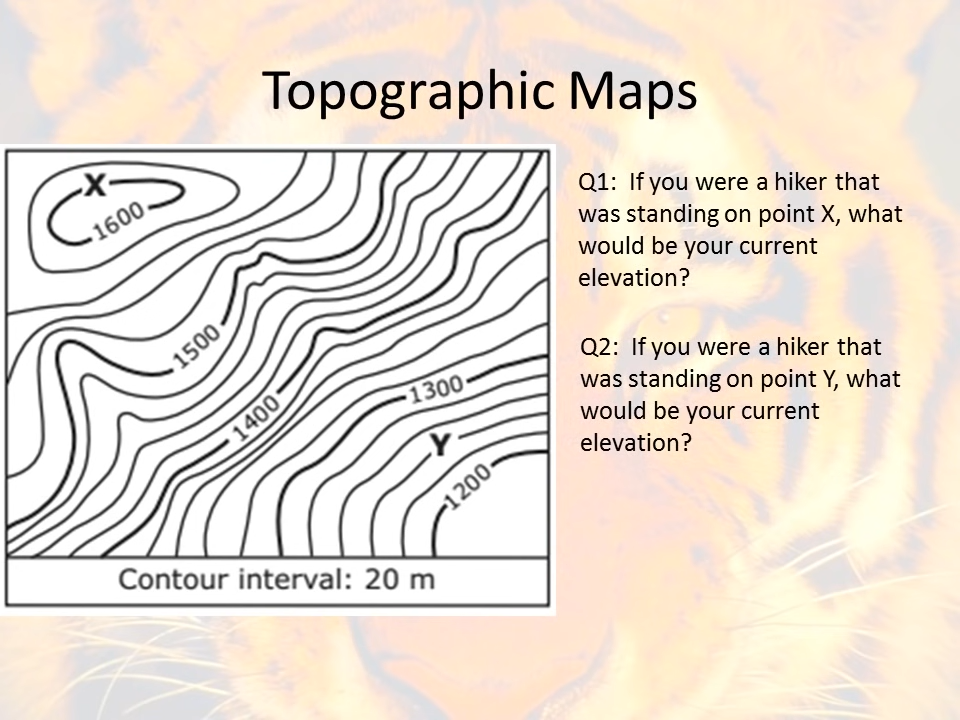 Topographic Maps
X
1600
1500
1400
1300
Y
1200
Contour interval: 20 m
Q1:  If you were a hiker that
was standing on point X, what
would be your current
elevation?
Q2:  If you were a hiker that
was standing on point Y, what
would be your current
elevation?